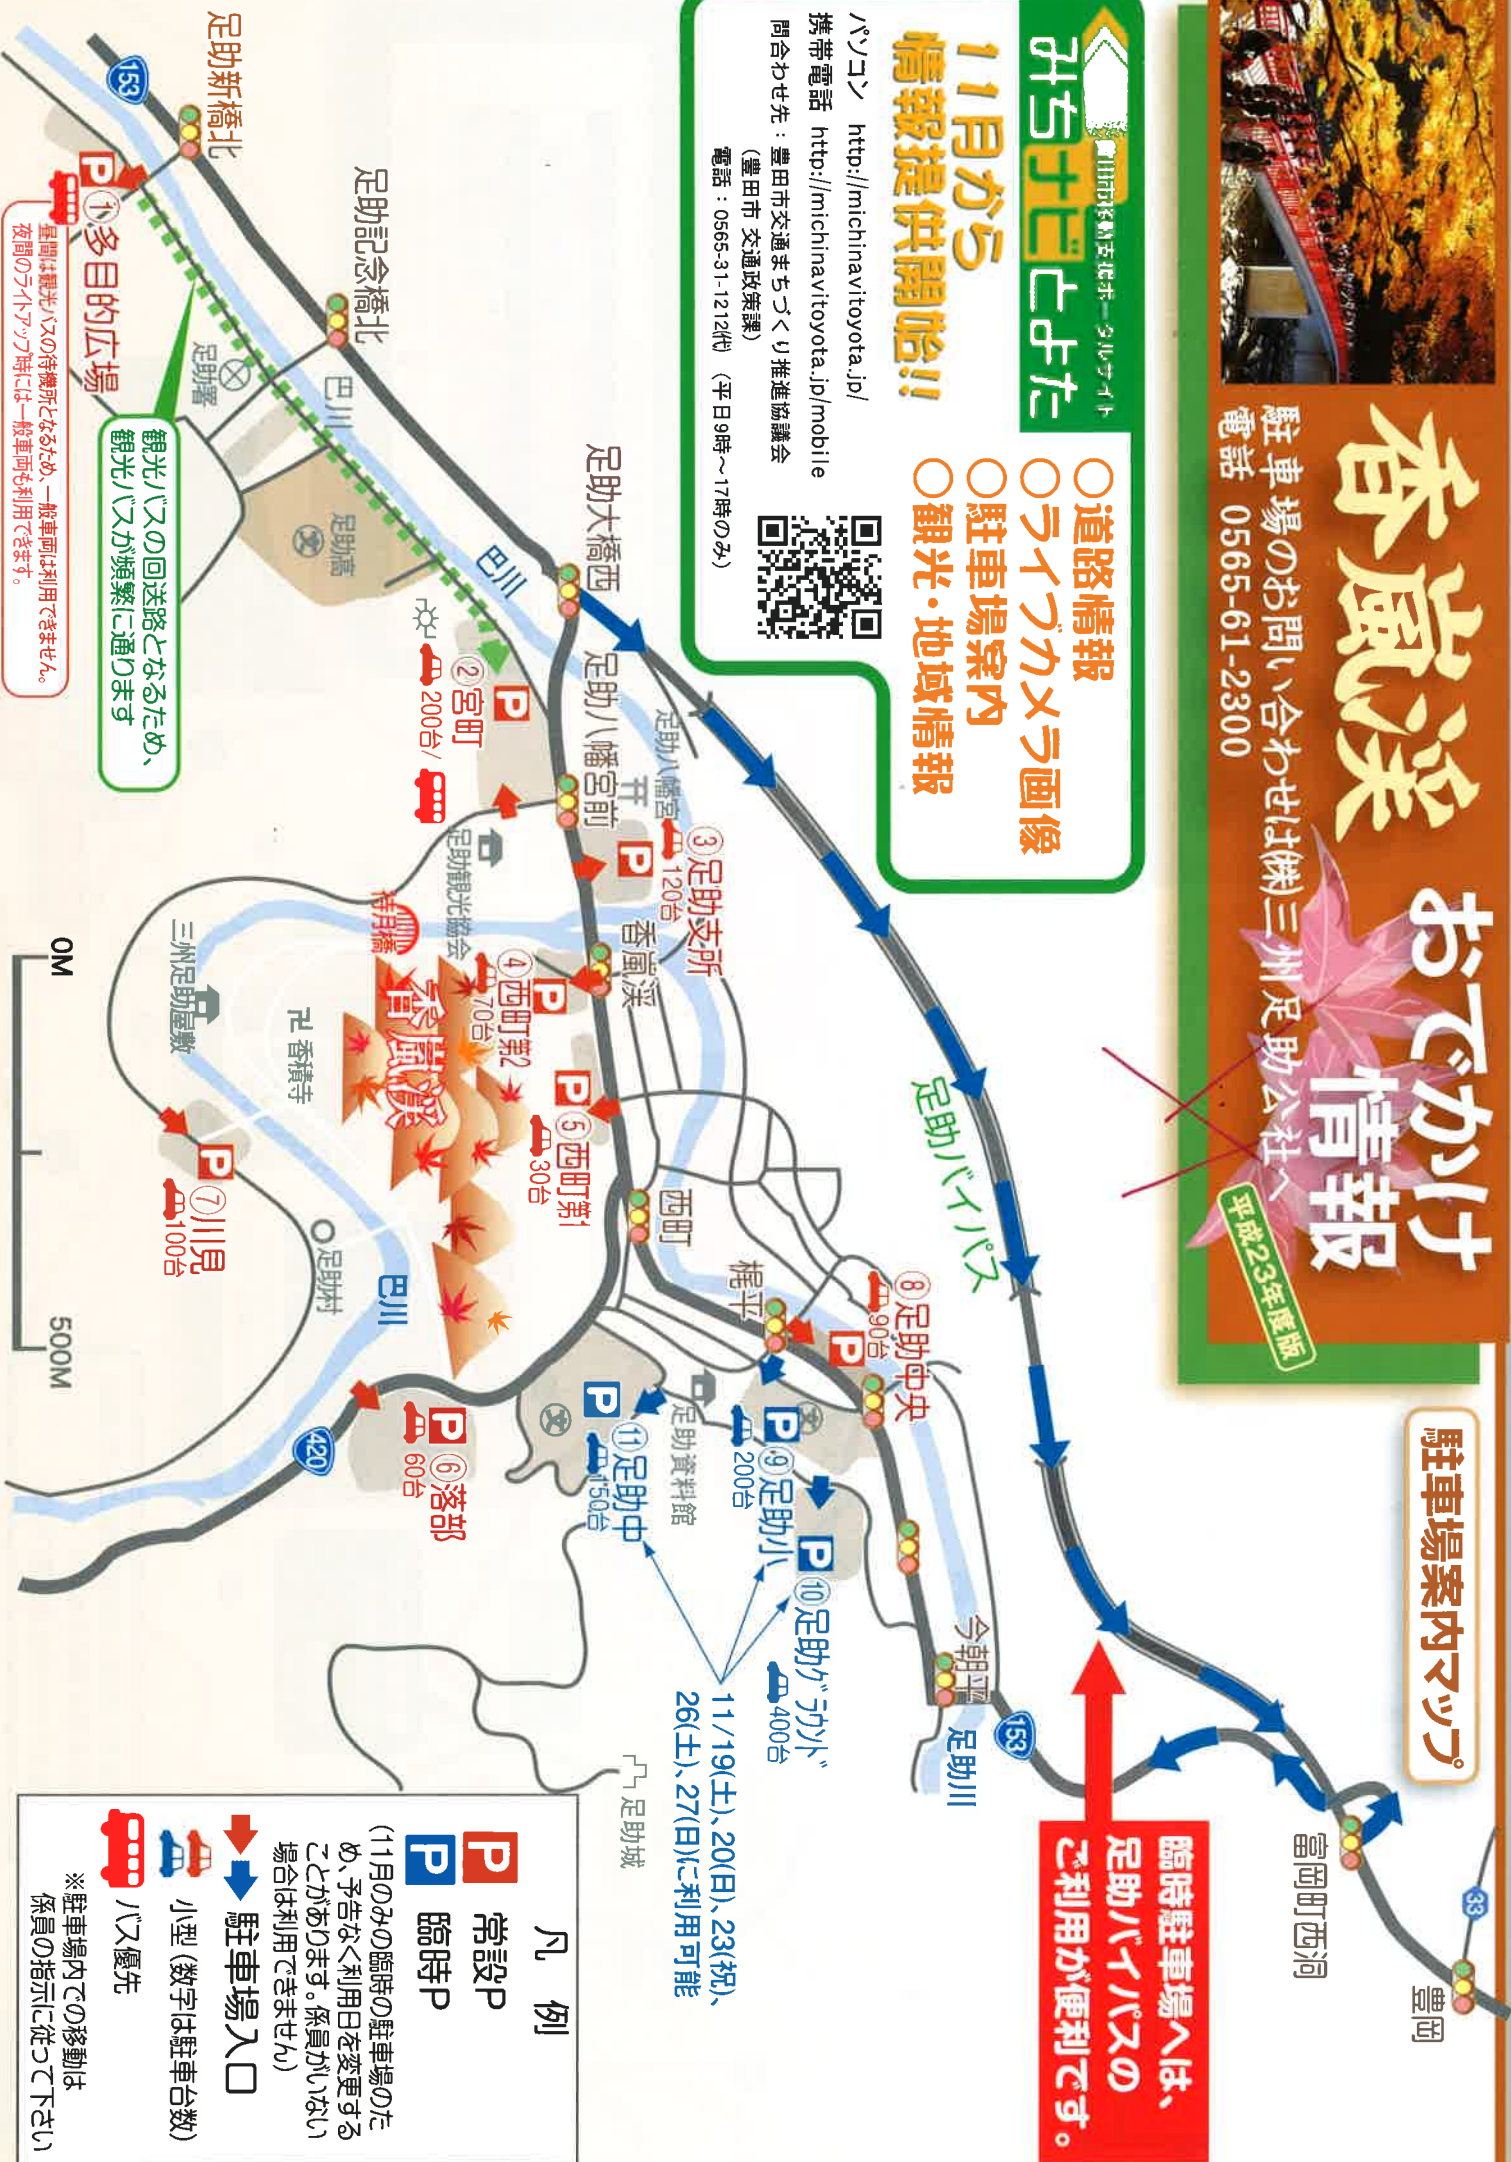 香嵐渓
おでかけ
情報
平成23年度版
駐車場のお問い合わせは㈱三州足助公社へ
電話 0565-61-2300
駐車場案内マップ
みちナビとよた
11月から
情報提供開始!!
○道路情報
○ライブカメラ画像
○駐車場案内
○観光・地域情報
パソコン http://michinavitoyota.jp/
携帯電話 http://michinavitoyota.jp/mobile
問合わせ先：豊田市交通まちづくり推進協議会
（豊田市 交通政策課）
電話：0565-31-1212㈹ （平日9時～17時のみ）
臨時駐車場へは、
足助バイパスの
ご利用が便利です。
33
豊岡
富岡町西洞
153
今朝平
足助川
足助バイパス
足助新橋北
153
足助記念橋北
足助大橋西
足助八幡宮前
足助八幡宮
香嵐渓
西町
梶平
巴川
巴川
巴川
足助署
足助高
P
①多目的広場
昼間は観光バスの待機所となるため、一般車両は利用できません。
夜間のライトアップ時には一般車両も利用できます。
観光バスの回送路となるため、
観光バスが頻繁に通ります
P
②宮町
200台/
P
③足助支所
120台
足助観光協会
P
④西町第2
70台
P
⑤西町第1
30台
待月橋
香嵐渓
三州足助屋敷
卍 香積寺
P
⑦川見
100台
足助村
420
P
⑥落部
60台
P
⑧足助中央
90台
P
⑨足助小
200台
P
⑩足助グラウンド
400台
P
⑪足助中
150台
足助資料館
11/19(土)、20(日)、23(祝)、
26(土)、27(日)に利用可能
足助城
0M
500M
凡 例
P 常設P
P 臨時P
(11月のみの臨時の駐車場のた
め、予告なく利用日を変更する
ことがあります。係員がいない
場合は利用できません)
駐車場入口
小型(数字は駐車台数)
バス優先
※駐車場内での移動は
係員の指示に従って下さい